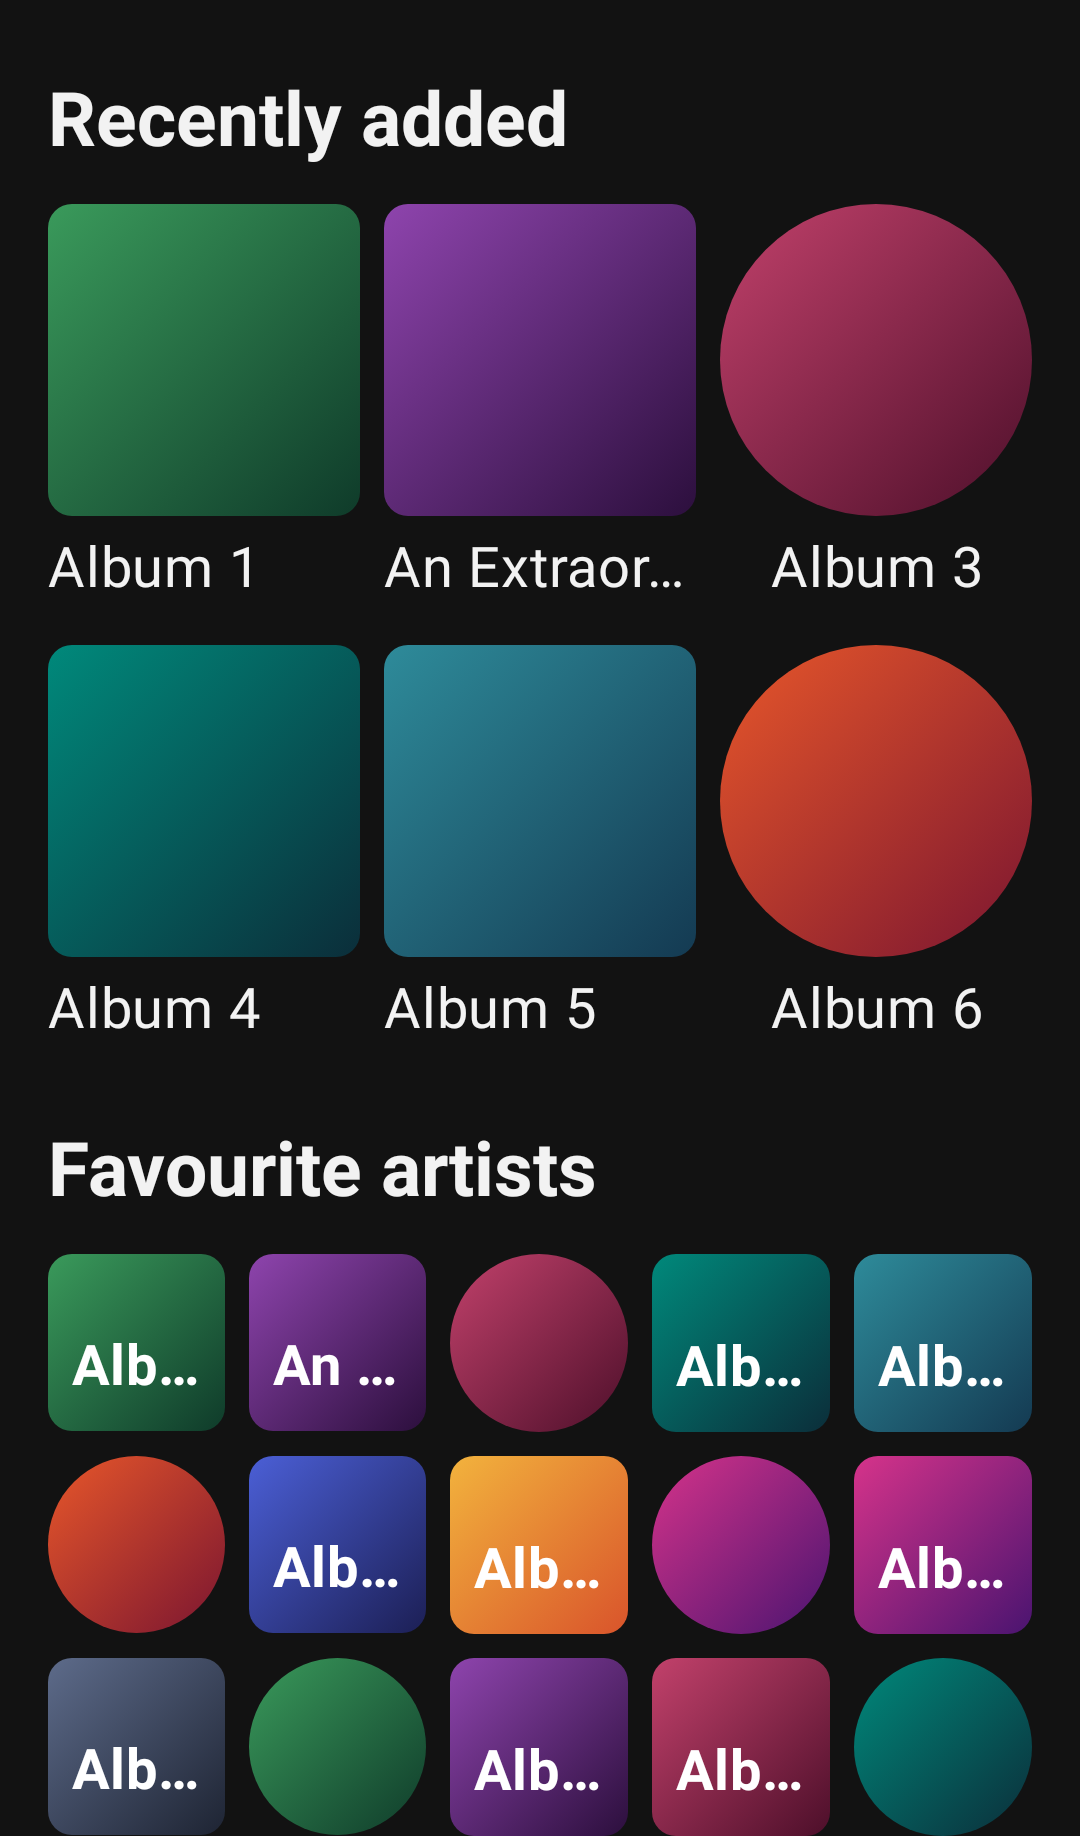 Recently added
Album 1
An Extraor...
Album 3
Album 4
Album 5
Album 6
Favourite artists
Alb...
An ...
Alb...
Alb...
Alb...
Alb...
Alb...
Alb...
Alb...
Alb...